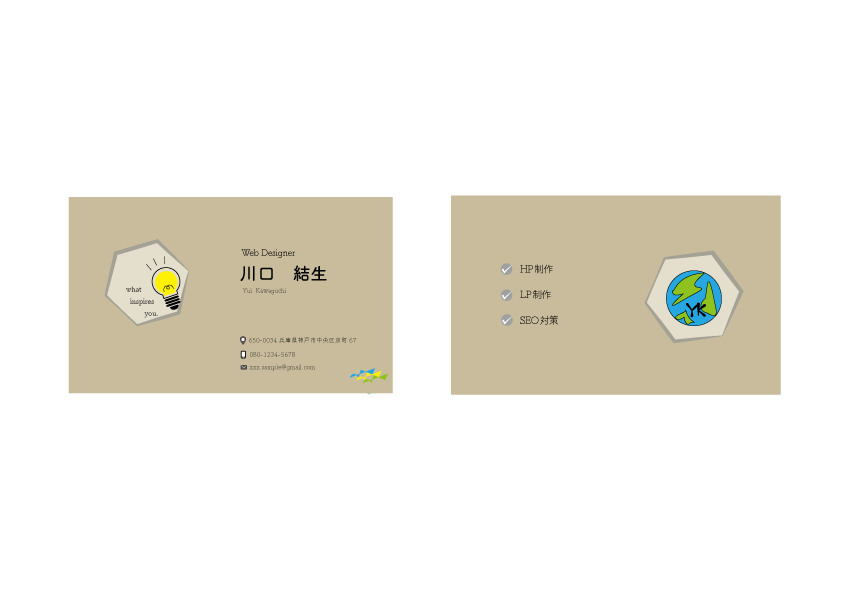 what
inspires
you.
Web Designer
川口　結生
Yui Kawaguchi
650-0034 兵庫県神戸市中央区京町 67
080-1234-5678
xxx.sample@gmail.com
HP制作
LP制作
SEO対策
YK